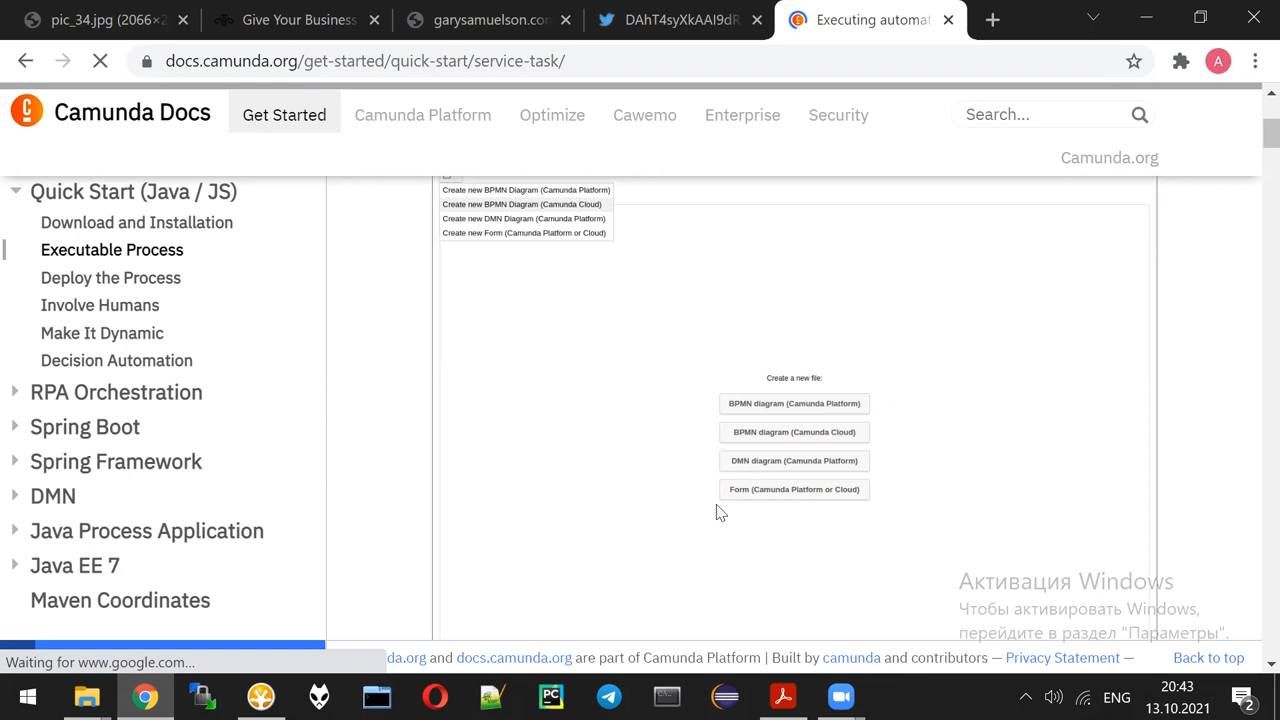 pic_34.jpg (2066×2
Give Your Business
garysamuelson.com
DAhT4syXkAAI9dR
Executing automat
docs.camunda.org/get-started/quick-start/service-task/
A
Camunda Docs
Get Started
Camunda Platform
Optimize
Cawemo
Enterprise
Security
Search...
Camunda.org
Quick Start (Java / JS)
Download and Installation
Executable Process
Deploy the Process
Involve Humans
Make It Dynamic
Decision Automation
RPA Orchestration
Spring Boot
Spring Framework
DMN
Java Process Application
Java EE 7
Maven Coordinates
Create new BPMN Diagram (Camunda Platform)
Create new BPMN Diagram (Camunda Cloud)
Create new DMN Diagram (Camunda Platform)
Create new Form (Camunda Platform or Cloud)
Create a new file:
BPMN diagram (Camunda Platform)
BPMN diagram (Camunda Cloud)
DMN diagram (Camunda Platform)
Form (Camunda Platform or Cloud)
Активация Windows
Чтобы активировать Windows,
перейдите в раздел "Параметры".
Waiting for www.google.com...
da.org and docs.camunda.org are part of Camunda Platform | Built by camunda and contributors — Privacy Statement —
Back to top
PC
ENG
20:43
13.10.2021
2